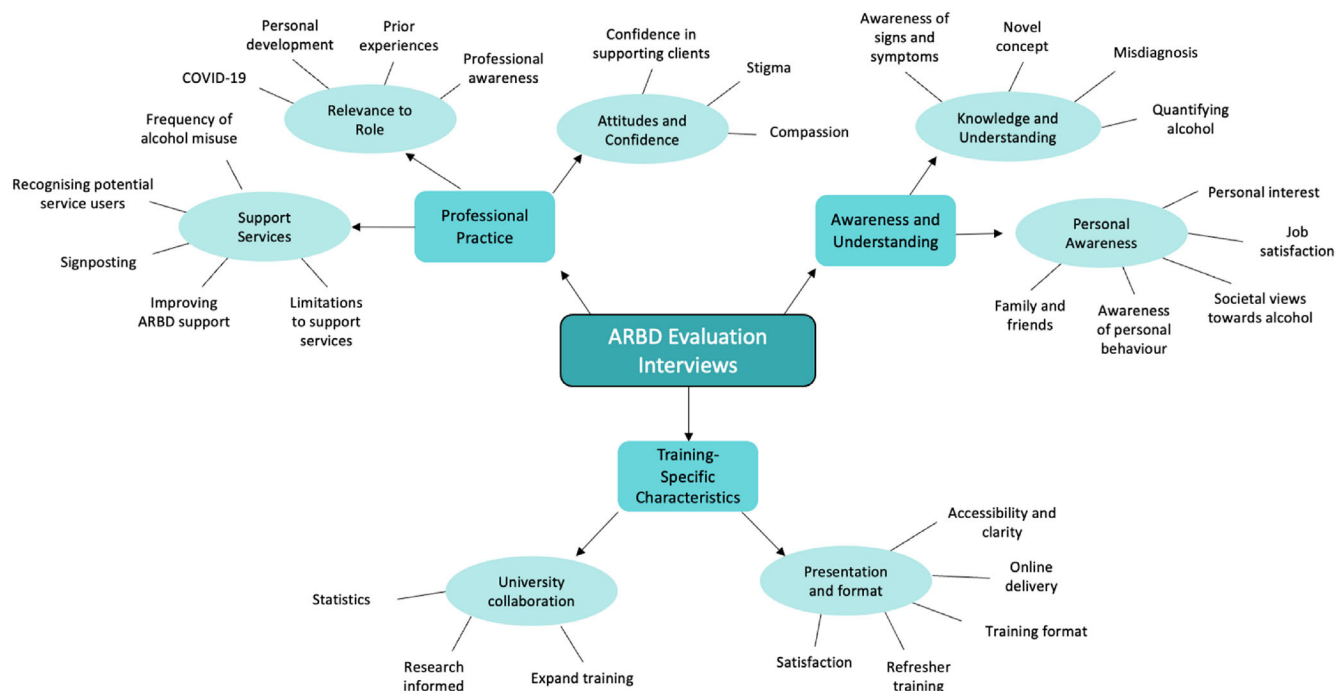 Personal
development
Prior
experiences
Professional
awareness
COVID-19
Relevance to
Role
Frequency of
alcohol misuse
Recognising potential
service users
Support
Services
Signposting
Improving
ARBD support
Limitations
to support
services
Professional
Practice
Confidence in
supporting clients
Stigma
Compassion
Attitudes and
Confidence
Awareness of
signs and
symptoms
Novel
concept
Misdiagnosis
Quantifying
alcohol
Knowledge and
Understanding
Awareness and
Understanding
Personal
Awareness
Personal interest
Job
satisfaction
Societal views
towards alcohol
Awareness
of personal
behaviour
Family and
friends
ARBD Evaluation
Interviews
Training-
Specific
Characteristics
University
collaboration
Statistics
Research
informed
Expand training
Presentation
and format
Accessibility and
clarity
Online
delivery
Training format
Refresher
training
Satisfaction